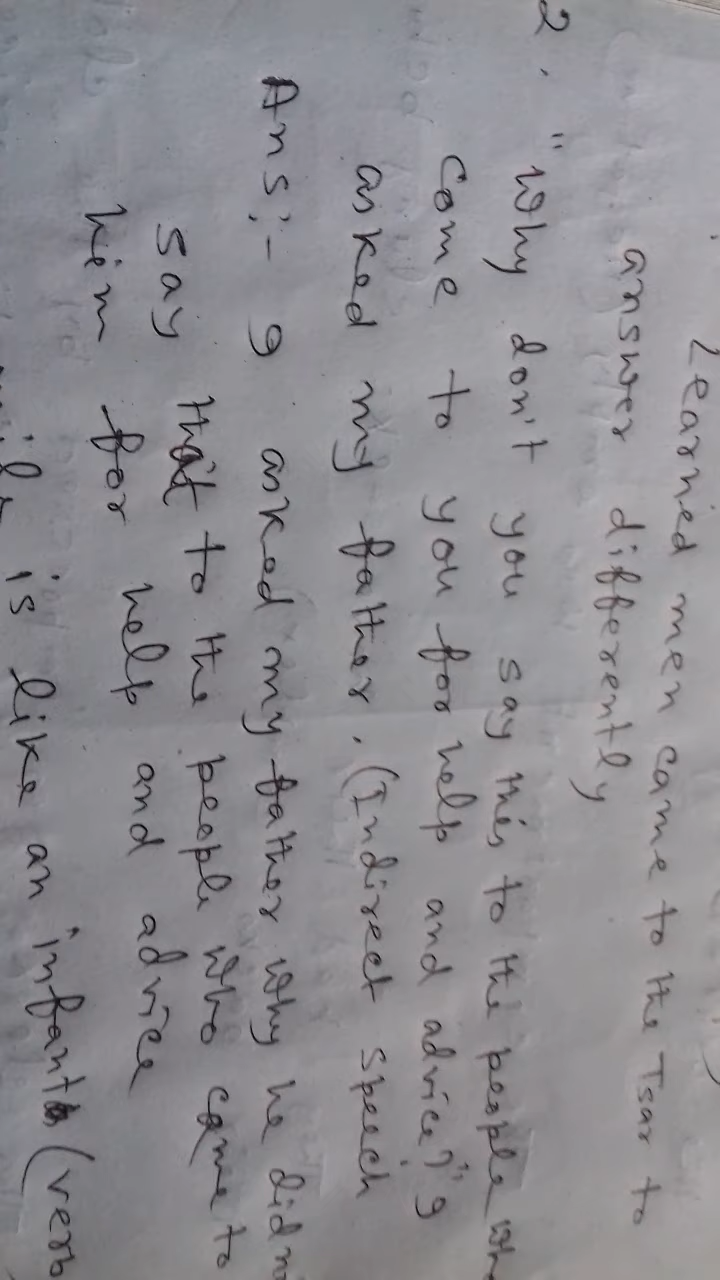 Learned men came to the Tsar to
answer differently
2. "Why don't you say this to the people
come to you for help and advice?" I
asked my father. (Indirect speech
Ans:- I asked my father why he
say that to the people who came to
him for help and advice
is like an infant (verb